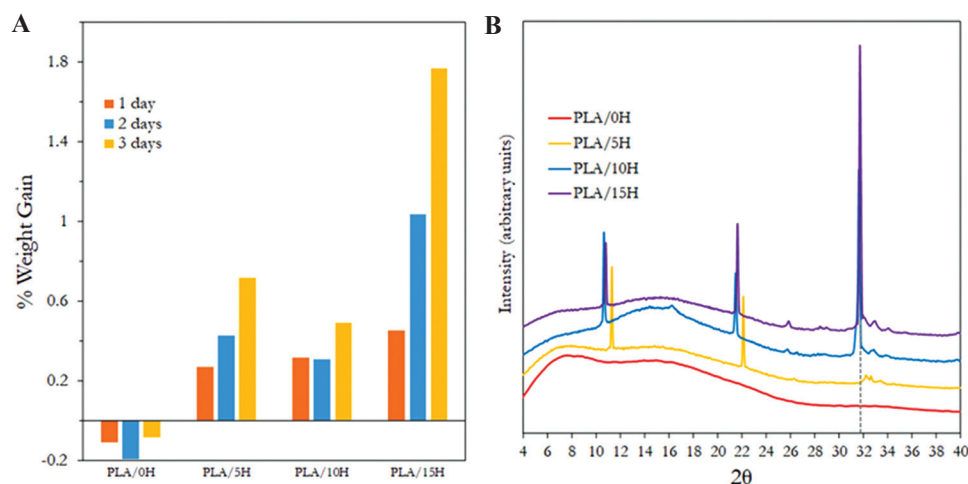 A
% Weight Gain
1.8
1.4
1
0.6
0.2
-0.2
1 day
2 days
3 days
PLA/0H
PLA/5H
PLA/10H
PLA/15H
B
Intensity (arbitrary units)
PLA/0H
PLA/5H
PLA/10H
PLA/15H
4 6 8 10 12 14 16 18 20 22 24 26 28 30 32 34 36 38 40
2θ